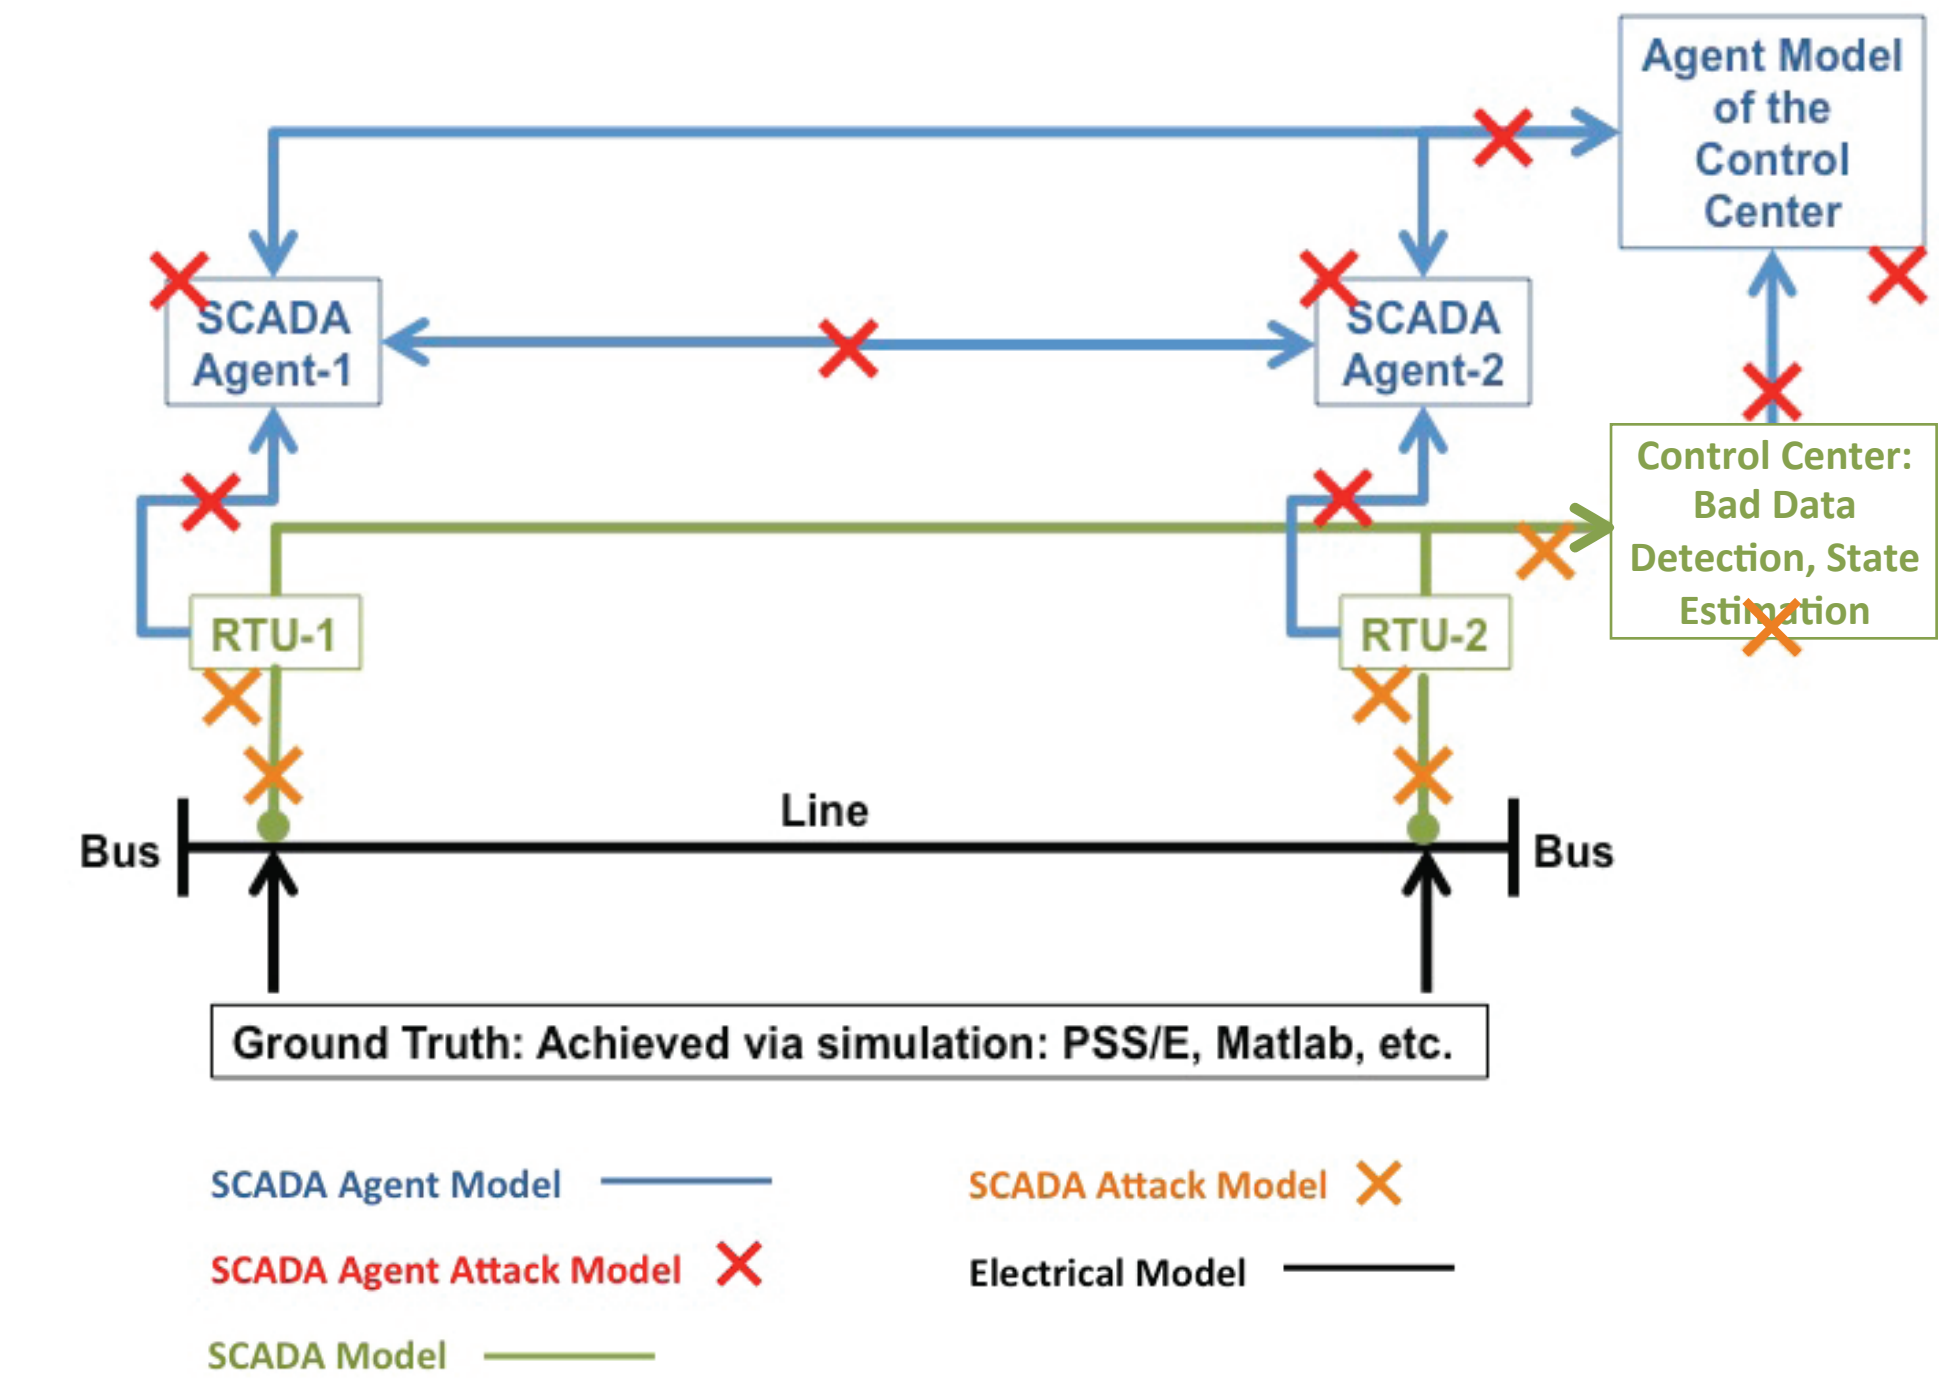 Agent Model
of the
Control
Center
SCADA
Agent-1
SCADA
Agent-2
Control Center:
Bad Data
Detection, State
Estimation
RTU-1
RTU-2
Line
Bus
Bus
Ground Truth: Achieved via simulation: PSS/E, Matlab, etc.
SCADA Agent Model
SCADA Attack Model
SCADA Agent Attack Model
Electrical Model
SCADA Model